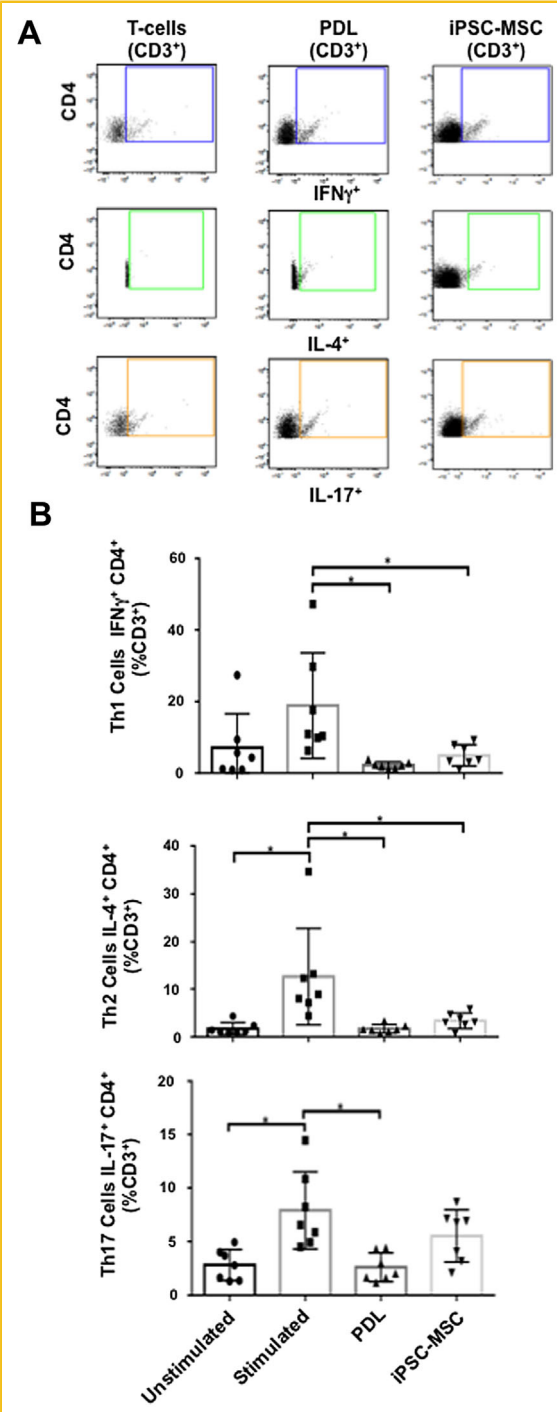 A
T-cells (CD3⁺)
PDL (CD3⁺)
iPSC-MSC (CD3⁺)
CD4
IFNγ⁺
CD4
IL-4⁺
CD4
IL-17⁺
B
Th1 Cells IFNγ⁺ CD4⁺ (%CD3⁺)
60
40
20
0
*
*
Th2 Cells IL-4⁺ CD4⁺ (%CD3⁺)
40
30
20
10
0
*
*
*
Th17 Cells IL-17⁺ CD4⁺ (%CD3⁺)
20
15
10
5
0
*
*
Unstimulated
Stimulated
PDL
iPSC-MSC